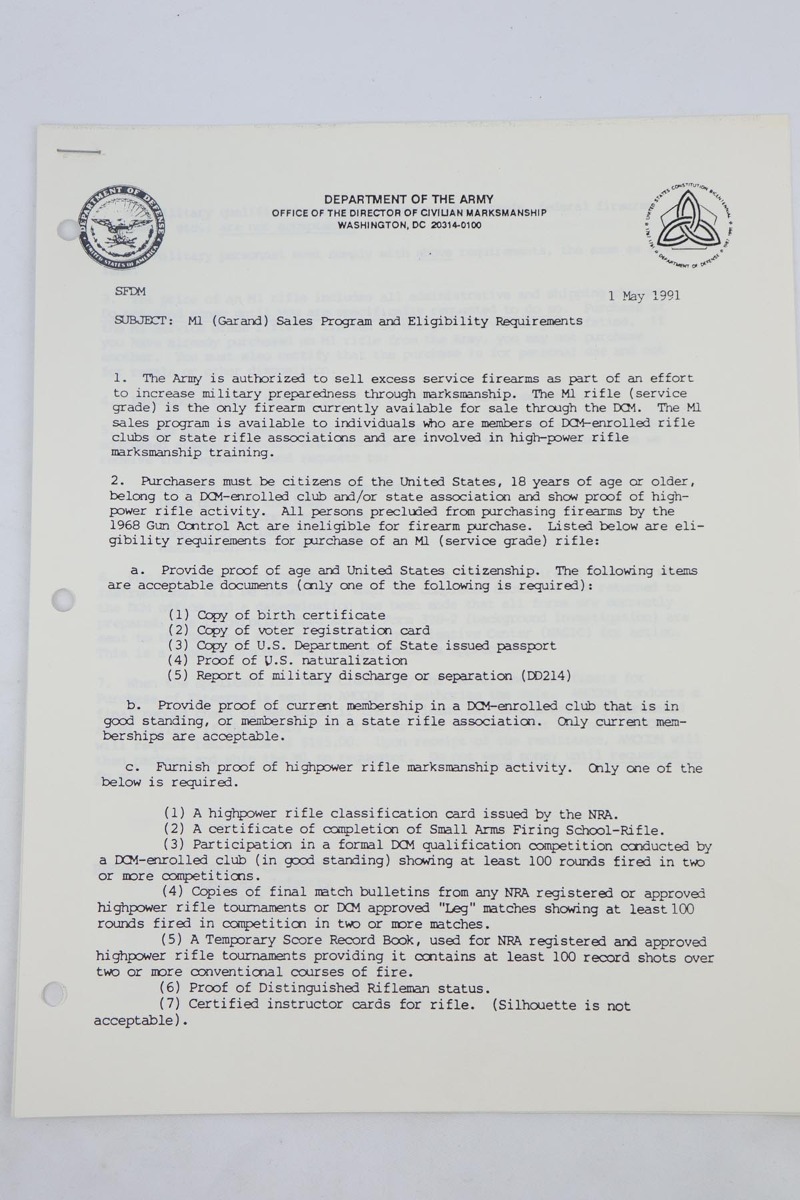 DEPARTMENT OF DEFENSE
UNITED STATES OF AMERICA
DEPARTMENT OF THE ARMY
OFFICE OF THE DIRECTOR OF CIVILIAN MARKSMANSHIP
WASHINGTON, DC 20314-0100
UNITED STATES CONSTITUTION BICENTENNIAL
DEPARTMENT OF DEFENSE
SFDM
1 May 1991
SUBJECT: M1 (Garand) Sales Program and Eligibility Requirements
1. The Army is authorized to sell excess service firearms as part of an effort
to increase military preparedness through marksmanship. The M1 rifle (service
grade) is the only firearm currently available for sale through the DCM. The M1
sales program is available to individuals who are members of DCM-enrolled rifle
clubs or state rifle associations and are involved in high-power rifle
marksmanship training.
2. Purchasers must be citizens of the United States, 18 years of age or older,
belong to a DCM-enrolled club and/or state association and show proof of high-
power rifle activity. All persons precluded from purchasing firearms by the
1968 Gun Control Act are ineligible for firearm purchase. Listed below are eli-
gibility requirements for purchase of an M1 (service grade) rifle:
a. Provide proof of age and United States citizenship. The following items
are acceptable documents (only one of the following is required):
(1) Copy of birth certificate
(2) Copy of voter registration card
(3) Copy of U.S. Department of State issued passport
(4) Proof of U.S. naturalization
(5) Report of military discharge or separation (DD214)
b. Provide proof of current membership in a DCM-enrolled club that is in
good standing, or membership in a state rifle association. Only current mem-
berships are acceptable.
c. Furnish proof of highpower rifle marksmanship activity. Only one of the
below is required.
(1) A highpower rifle classification card issued by the NRA.
(2) A certificate of completion of Small Arms Firing School-Rifle.
(3) Participation in a formal DCM qualification competition conducted by
a DCM-enrolled club (in good standing) showing at least 100 rounds fired in two
or more competitions.
(4) Copies of final match bulletins from any NRA registered or approved
highpower rifle tournaments or DCM approved "Leg" matches showing at least 100
rounds fired in competition in two or more matches.
(5) A Temporary Score Record Book, used for NRA registered and approved
highpower rifle tournaments providing it contains at least 100 record shots over
two or more conventional courses of fire.
(6) Proof of Distinguished Rifleman status.
(7) Certified instructor cards for rifle. (Silhouette is not
acceptable).